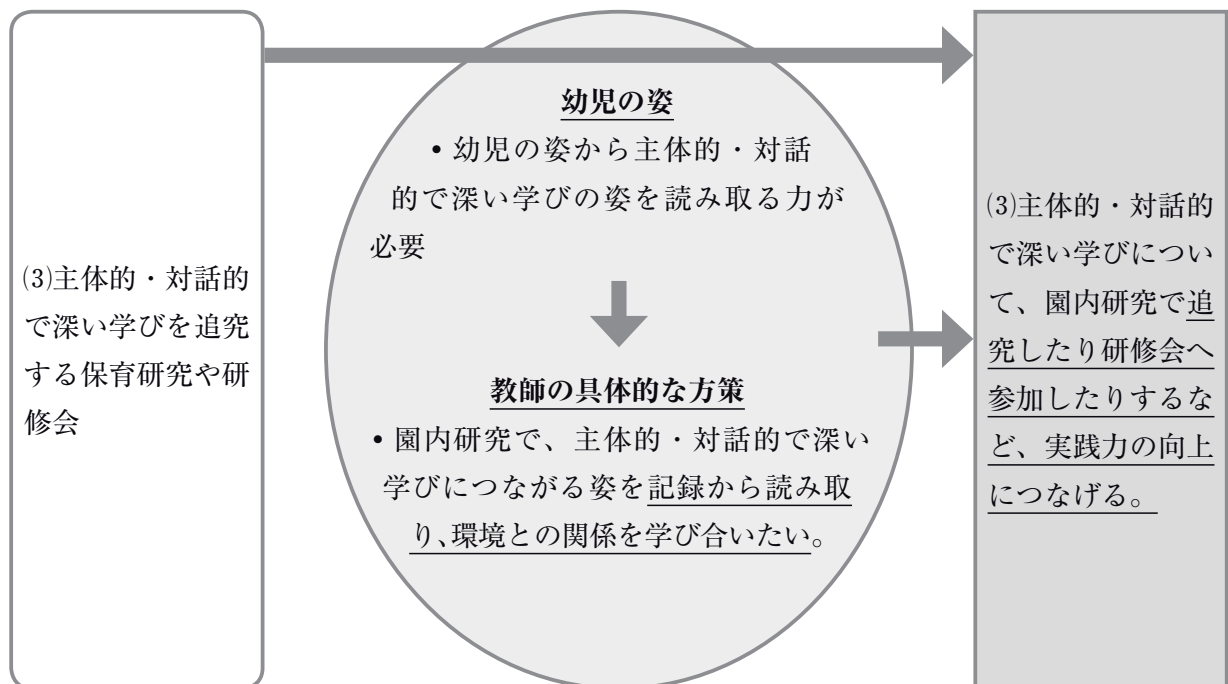 ⑶主体的・対話的
で深い学びを追究
する保育研究や研
修会
幼児の姿
• 幼児の姿から主体的・対話
的で深い学びの姿を読み取る力が
必要
教師の具体的な方策
• 園内研究で、主体的・対話的で深い
学びにつながる姿を記録から読み取
り、環境との関係を学び合いたい。
⑶主体的・対話的
で深い学びについ
て、園内研究で追
究したり研修会へ
参加したりするな
ど、実践力の向上
につなげる。